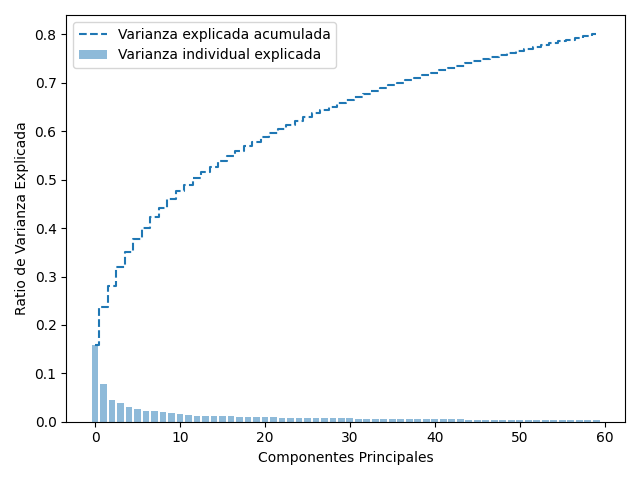 Varianza explicada acumulada
Varianza individual explicada
Ratio de Varianza Explicada
0.8
0.7
0.6
0.5
0.4
0.3
0.2
0.1
0.0
0 10 20 30 40 50 60
Componentes Principales